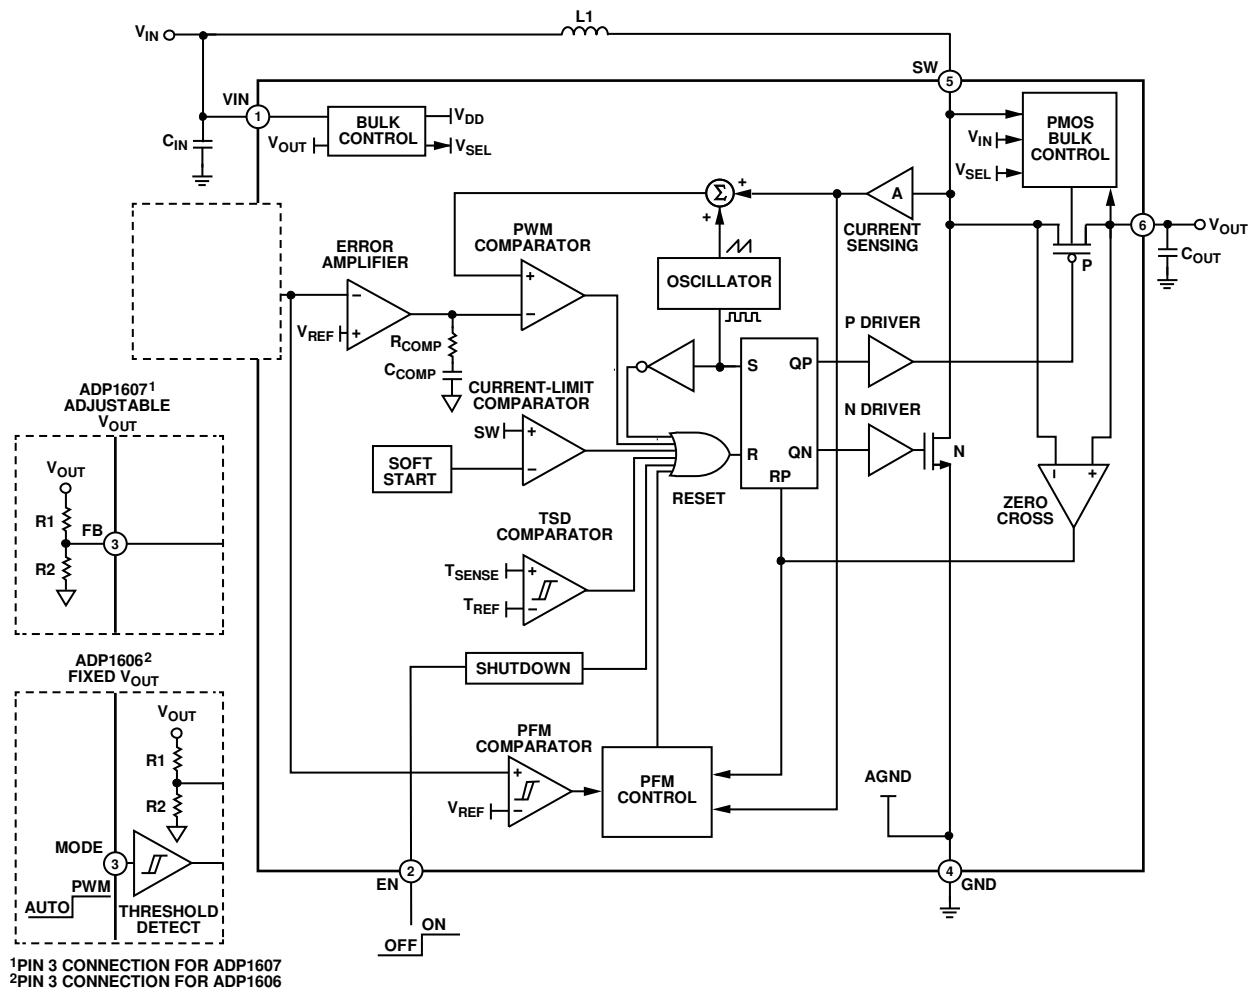 L1
VIN
SW
5
VIN
1
BULK
CONTROL
VDD
VOUT
VSEL
CIN
PMOS
BULK
CONTROL
VIN
VSEL
Σ
+
+
A
CURRENT
SENSING
6
VOUT
COUT
P
PWM
COMPARATOR
+
–
ERROR
AMPLIFIER
–
+
VREF
RCOMP
CCOMP
OSCILLATOR
P DRIVER
S
QP
R
QN
RP
N DRIVER
N
CURRENT-LIMIT
COMPARATOR
SW
+
–
SOFT
START
RESET
–
+
ZERO
CROSS
ADP1607¹
ADJUSTABLE
VOUT
VOUT
R1
FB
3
R2
TSD
COMPARATOR
TSENSE
+
TREF
–
SHUTDOWN
ADP1606²
FIXED VOUT
VOUT
R1
R2
MODE
3
PWM
AUTO
THRESHOLD
DETECT
PFM
COMPARATOR
+
VREF
–
PFM
CONTROL
AGND
EN
2
ON
OFF
4
GND
¹PIN 3 CONNECTION FOR ADP1607
²PIN 3 CONNECTION FOR ADP1606